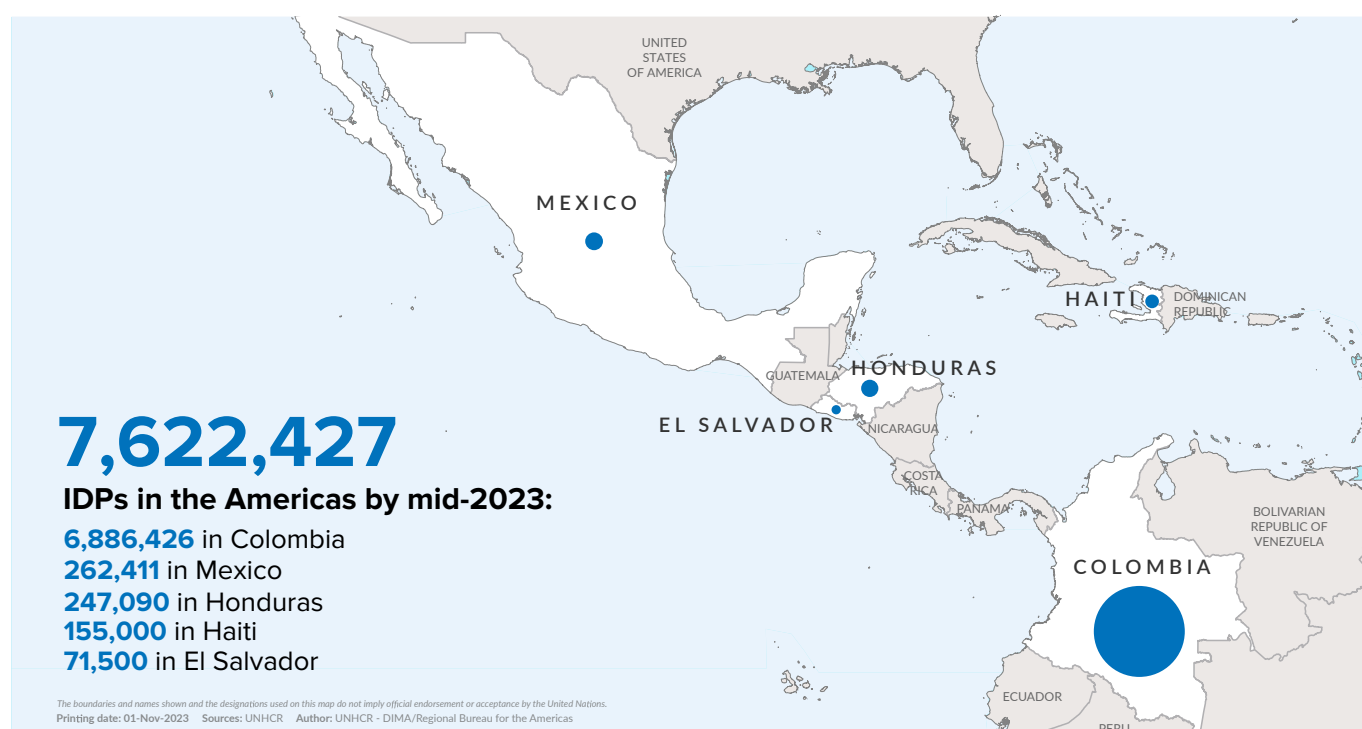 UNITED
STATES
OF AMERICA
MEXICO
HAITI
DOMINICAN
REPUBLIC
HONDURAS
GUATEMALA
EL SALVADOR
NICARAGUA
COSTA
RICA
PANAMA
BOLIVARIAN
REPUBLIC OF
VENEZUELA
COLOMBIA
ECUADOR
PERU
7,622,427
IDPs in the Americas by mid-2023:
6,886,426 in Colombia
262,411 in Mexico
247,090 in Honduras
155,000 in Haiti
71,500 in El Salvador
The boundaries and names shown and the designations used on this map do not imply official endorsement or acceptance by the United Nations.
Printing date: 01-Nov-2023 Sources: UNHCR Author: UNHCR - DIMA/Regional Bureau for the Americas